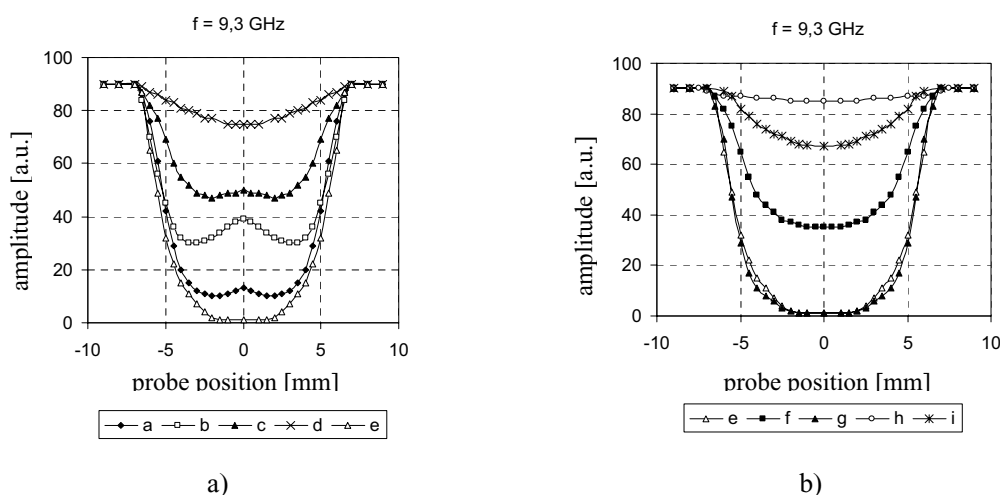 f = 9,3 GHz
100
80
60
40
20
0
-10 -5 0 5 10
amplitude [a.u.]
probe position [mm]
a b c d e
a)
f = 9,3 GHz
100
80
60
40
20
0
-10 -5 0 5 10
amplitude [a.u.]
probe position [mm]
e f g h i
b)